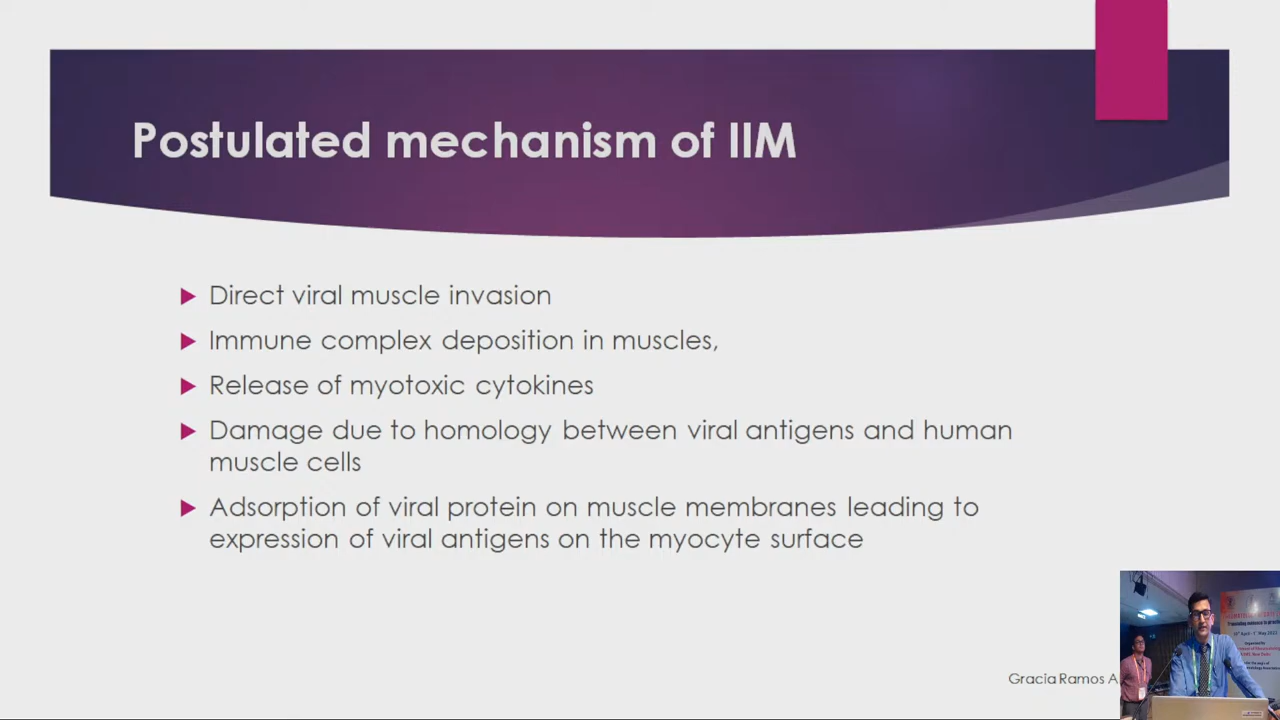 Postulated mechanism of IIM
Direct viral muscle invasion
Immune complex deposition in muscles,
Release of myotoxic cytokines
Damage due to homology between viral antigens and human
muscle cells
Adsorption of viral protein on muscle membranes leading to
expression of viral antigens on the myocyte surface
Gracia Ramos A